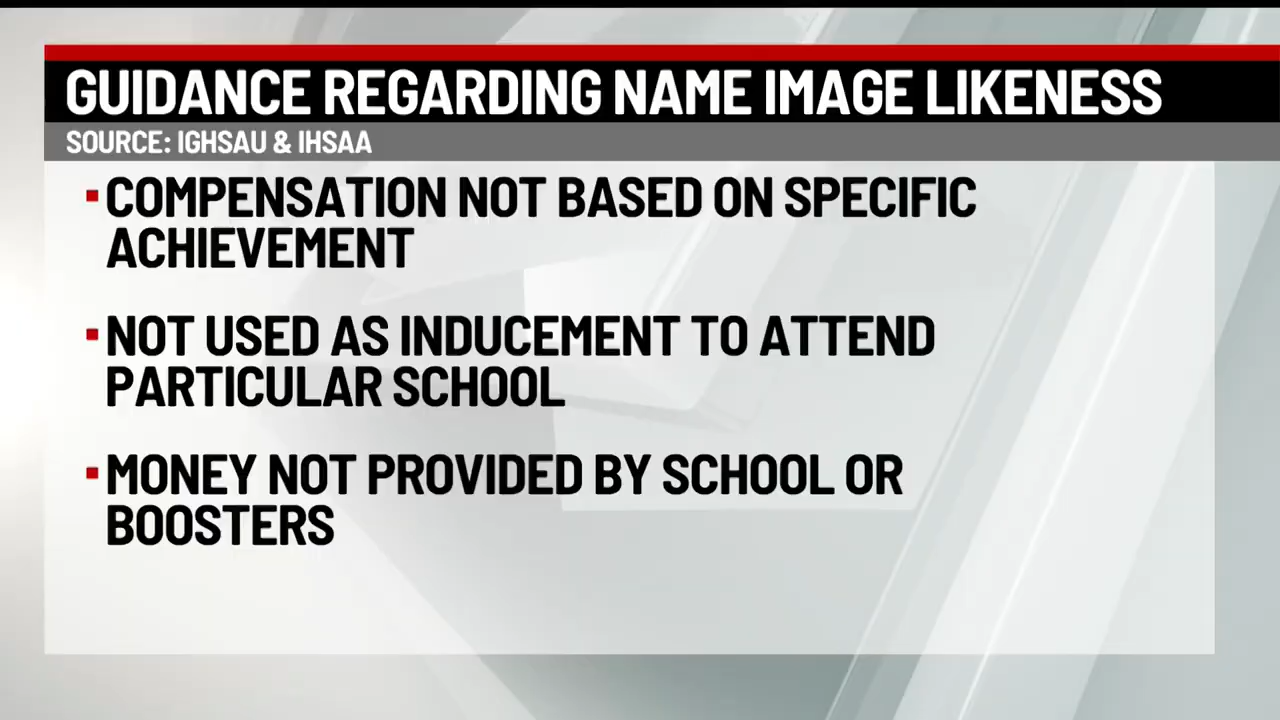 GUIDANCE REGARDING NAME IMAGE LIKENESS
SOURCE: IGHSAU & IHSAA
▪COMPENSATION NOT BASED ON SPECIFIC
ACHIEVEMENT
▪NOT USED AS INDUCEMENT TO ATTEND
PARTICULAR SCHOOL
▪MONEY NOT PROVIDED BY SCHOOL OR
BOOSTERS